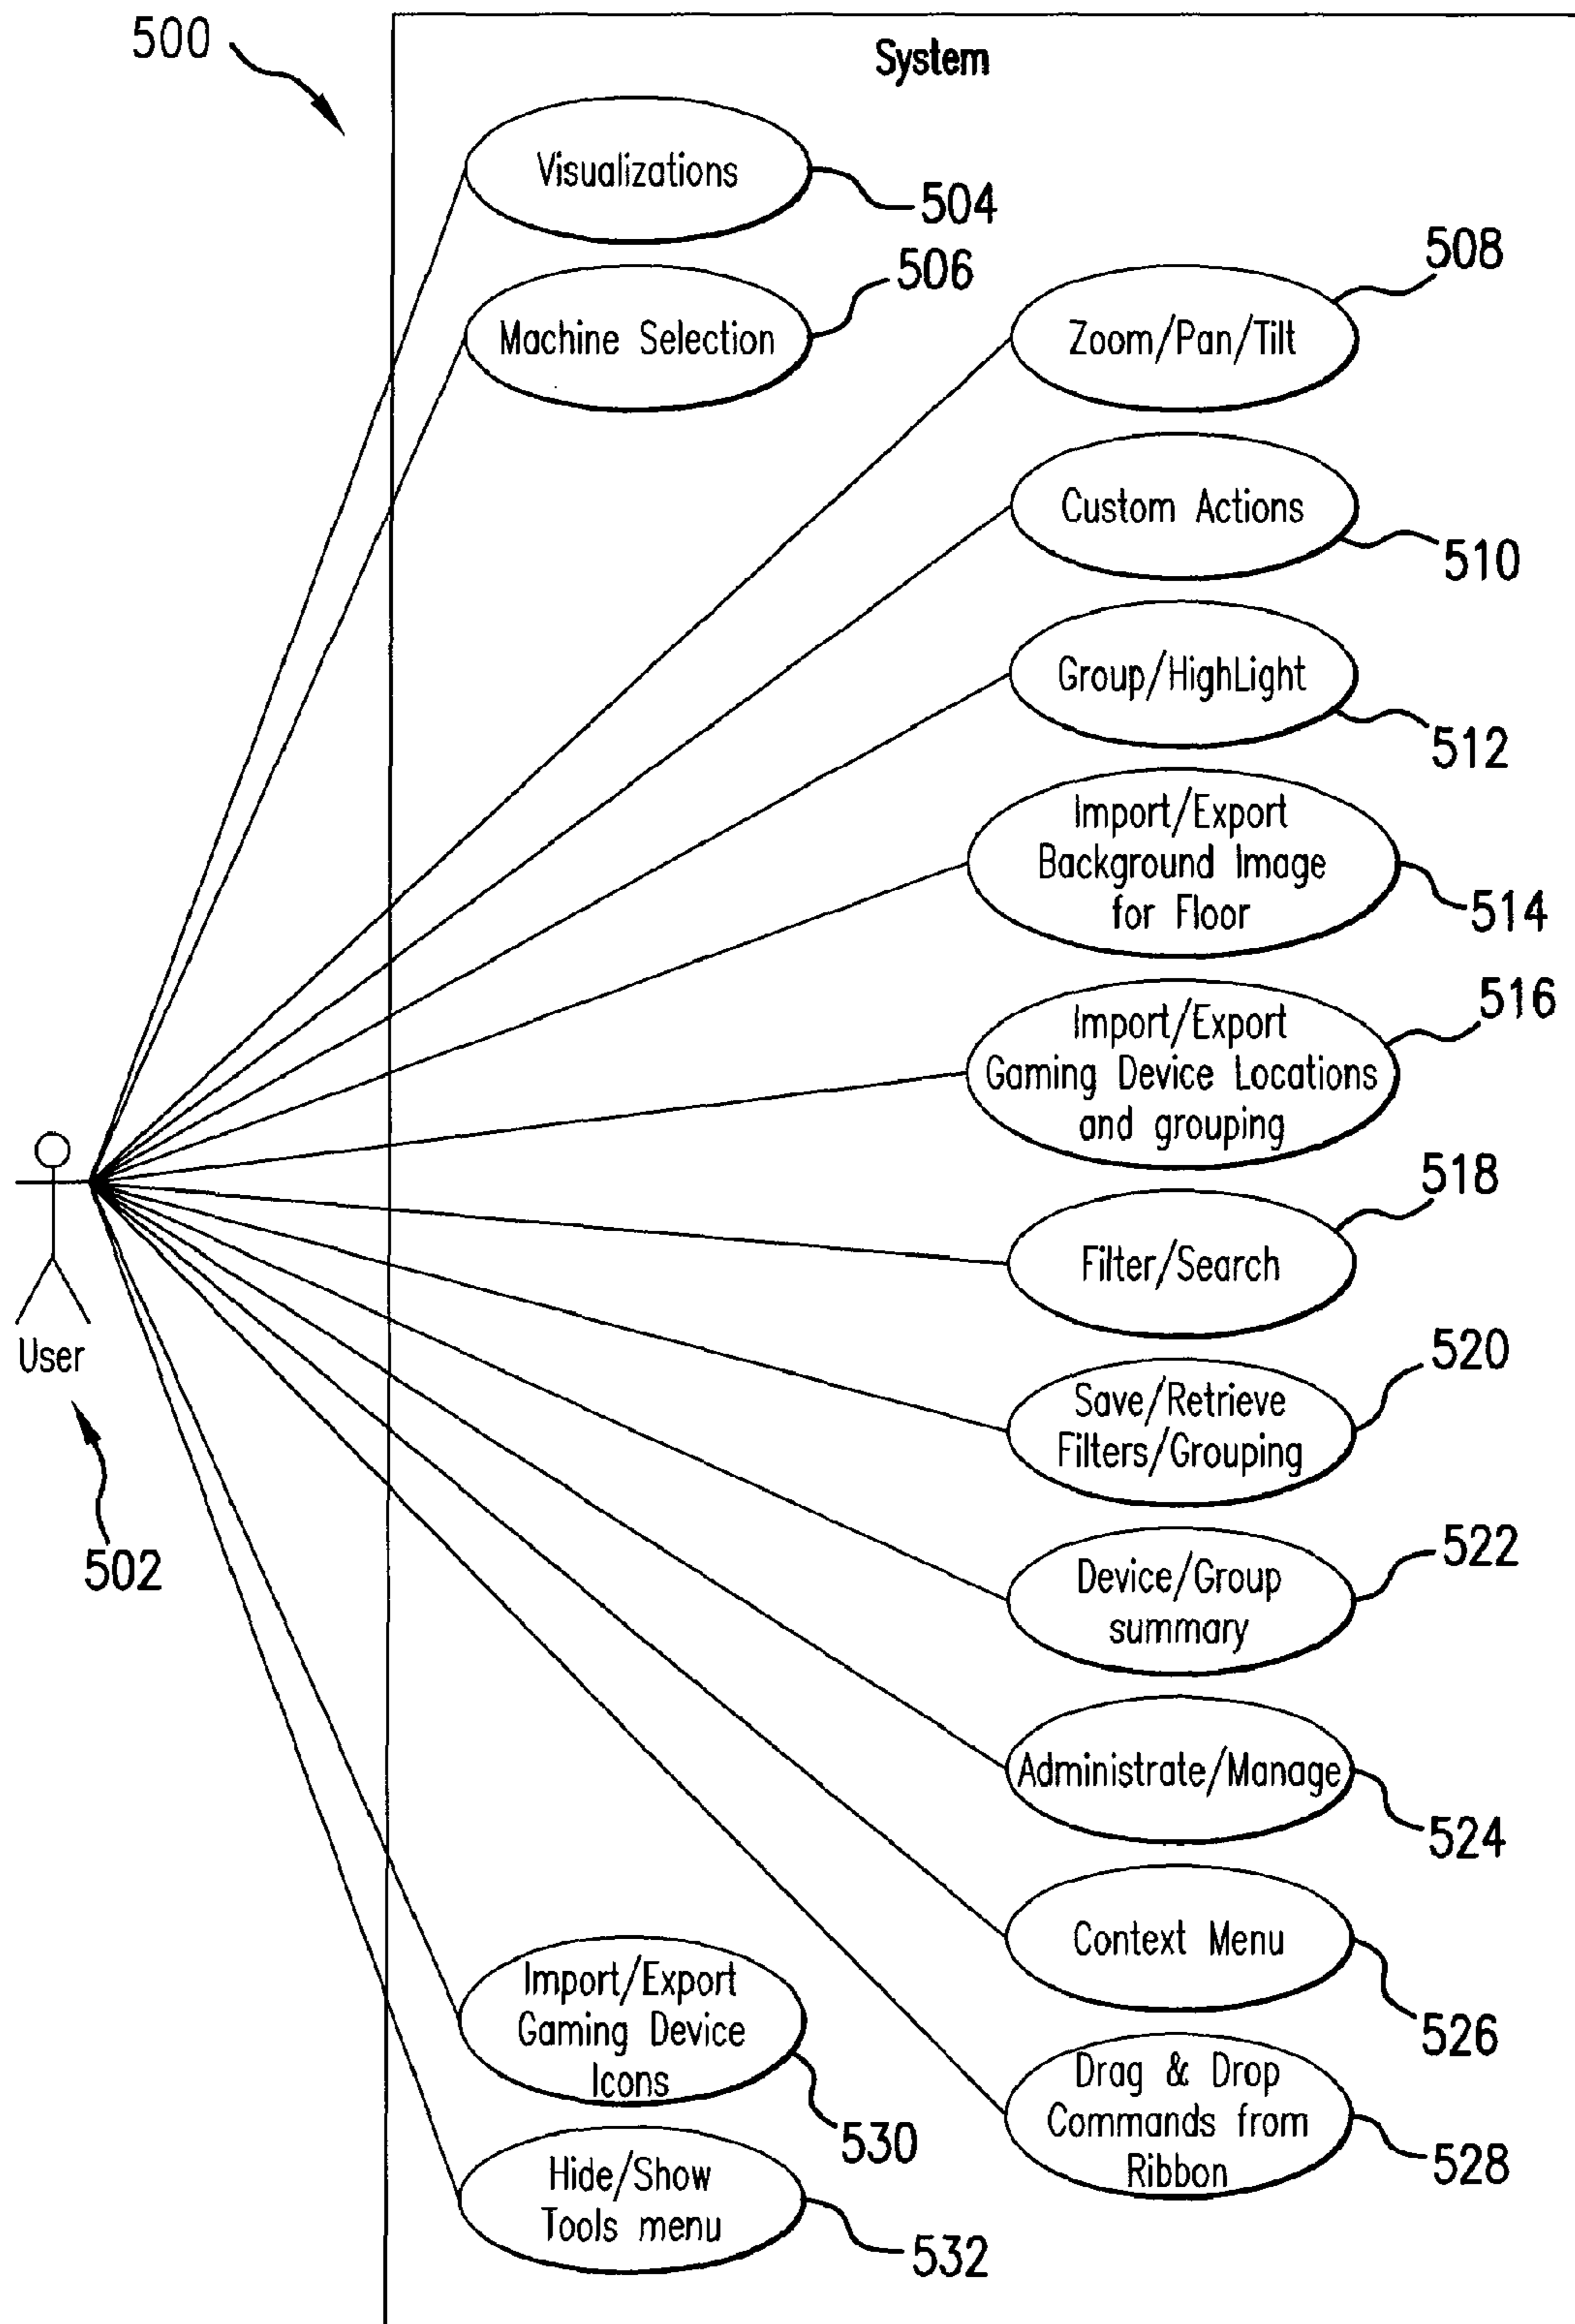 500
System
Visualizations
504
506
Machine Selection
508
Zoom/Pan/Tilt
Custom Actions
510
Group/HighLight
512
Import/Export
Background Image
for Floor
514
516
Import/Export
Gaming Device Locations
and grouping
518
Filter/Search
User
502
520
Save/Retrieve
Filters/Grouping
522
Device/Group
summary
Administrate/Manage
524
Context Menu
526
Import/Export
Gaming Device
Icons
530
Drag & Drop
Commands from
Ribbon
528
Hide/Show
Tools menu
532